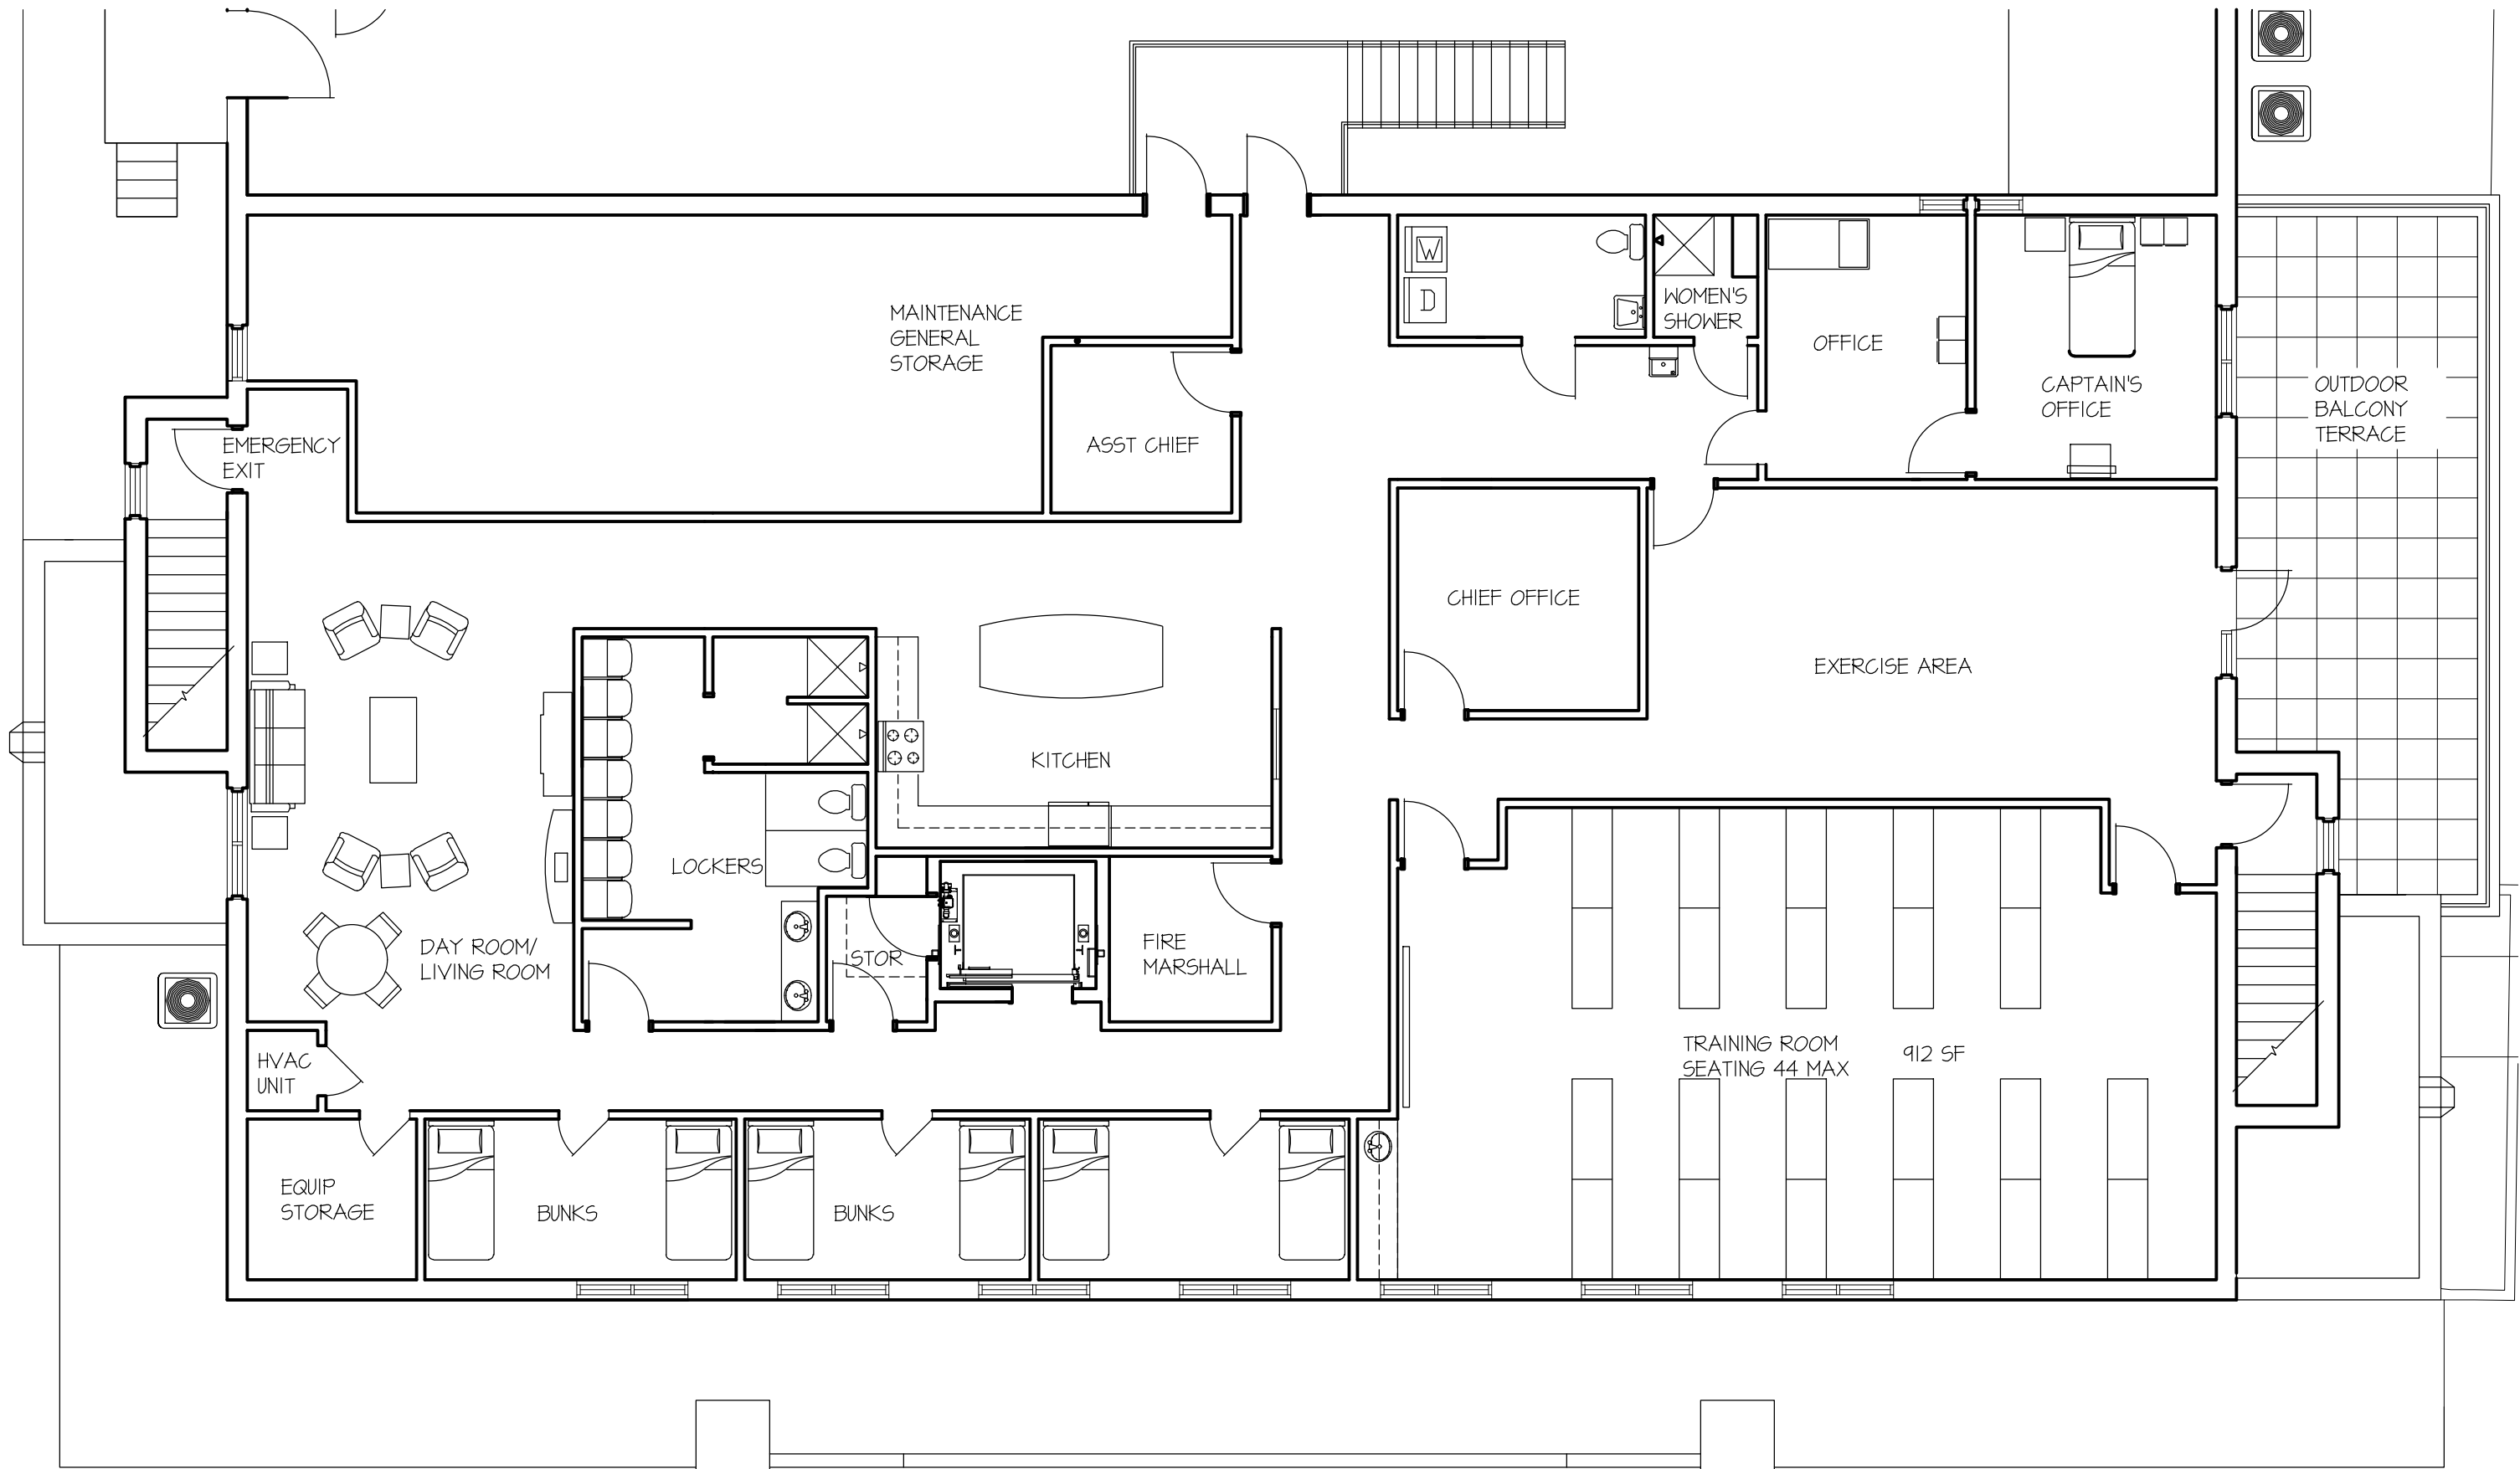 W
D
WOMEN'S
SHOWER
MAINTENANCE
GENERAL
STORAGE
OFFICE
CAPTAIN'S
OFFICE
OUTDOOR
BALCONY
TERRACE
EMERGENCY
EXIT
ASST CHIEF
CHIEF OFFICE
EXERCISE AREA
KITCHEN
LOCKERS
DAY ROOM/
LIVING ROOM
STOR
FIRE
MARSHALL
HVAC
UNIT
TRAINING ROOM
SEATING 44 MAX
912 SF
EQUIP
STORAGE
BUNKS
BUNKS